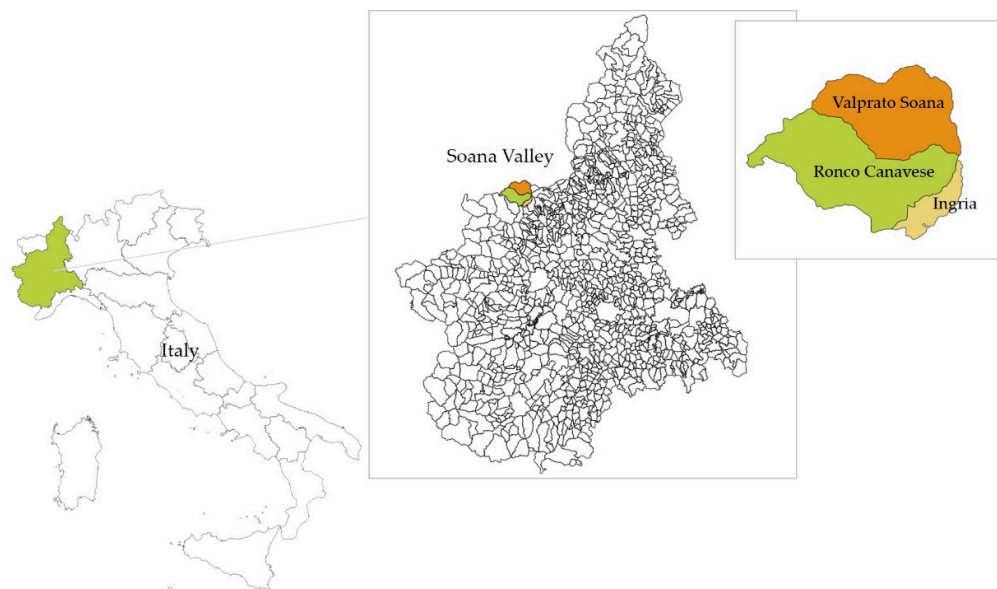 Soana Valley
Italy
Valprato Soana
Ronco Canavese
Ingria